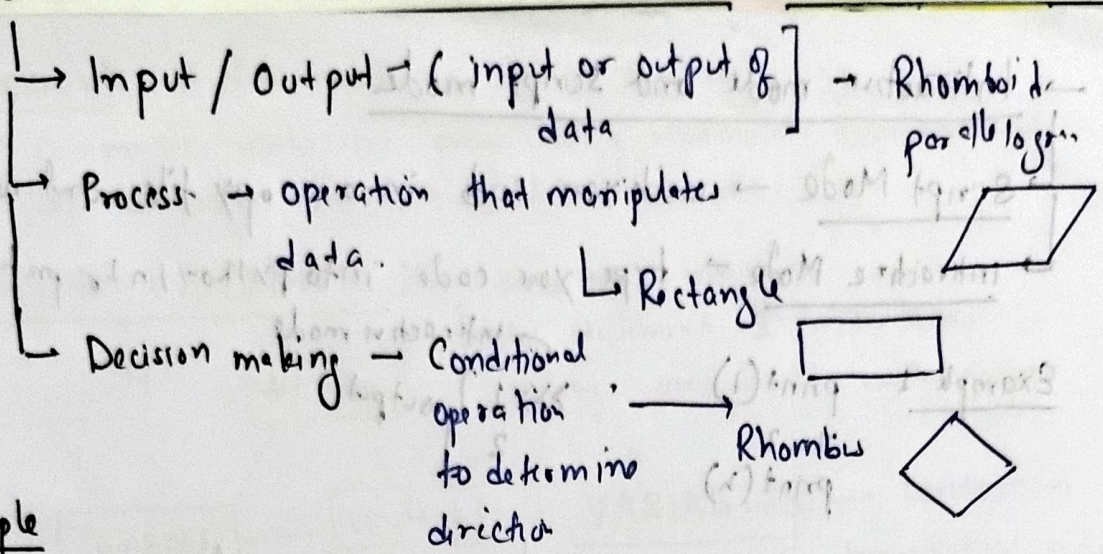 → Input / Output → ( input or output of data ] → Rhomboid
parallelogram
→ Process → operation that manipulates
data.
↳ Rectangle
Decision making — Conditional
operation →
to determine
direction
Rhombus
ple